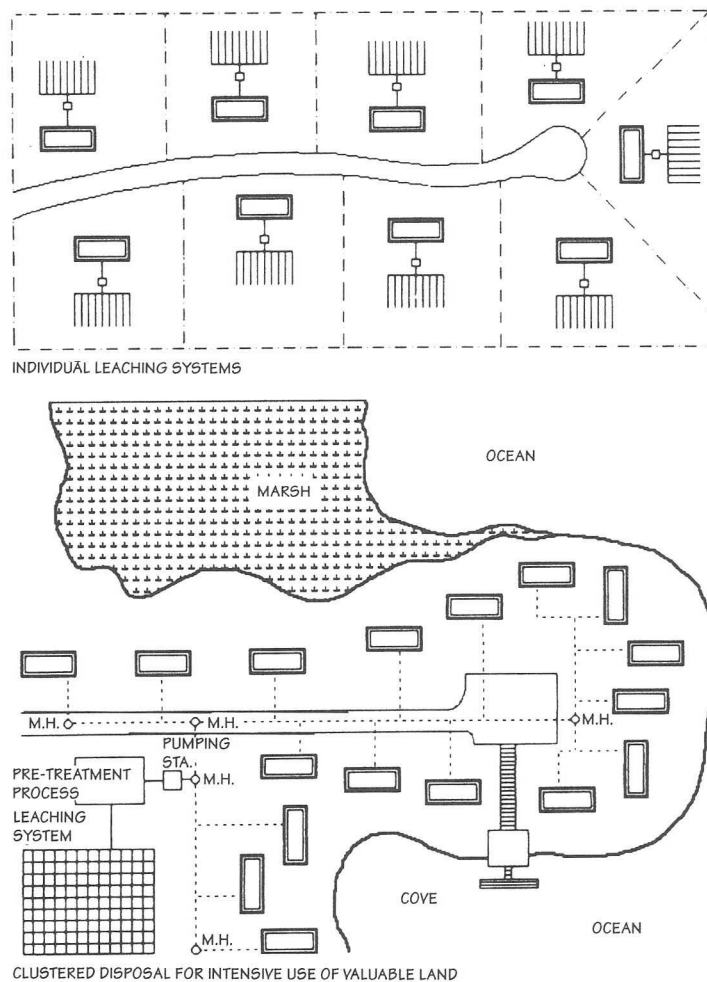 INDIVIDUAL LEACHING SYSTEMS
OCEAN
MARSH
M.H.
M.H.
M.H.
PUMPING
STA.
PRE-TREATMENT
PROCESS
M.H.
LEACHING
SYSTEM
COVE
OCEAN
M.H.
CLUSTERED DISPOSAL FOR INTENSIVE USE OF VALUABLE LAND